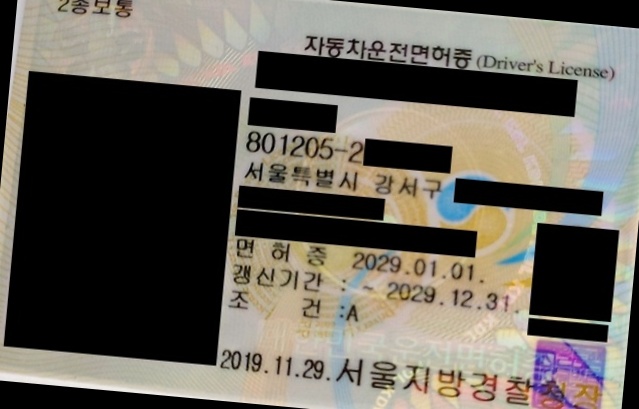 2종보통
자동차운전면허증 (Driver's License)
801205-2
서울특별시 강서구
면 허 증 2029.01.01.
갱신기간 : ~ 2029.12.31.
조 건 :A
2019.11.29. 서울지방경찰청장